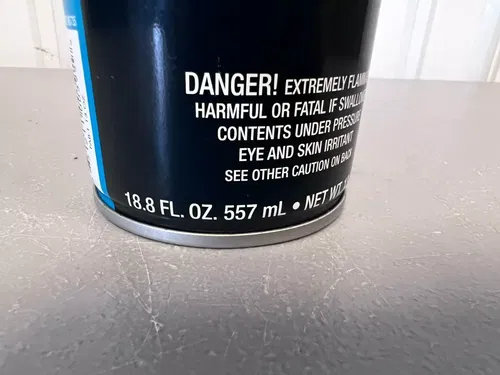 DANGER! EXTREMELY
HARMFUL OR FATAL IF
CONTENTS UNDER PRESSURE
EYE AND SKIN IRRITANT
SEE OTHER CAUTION ON BACK
18.8 FL. OZ. 557 mL • NET WT.